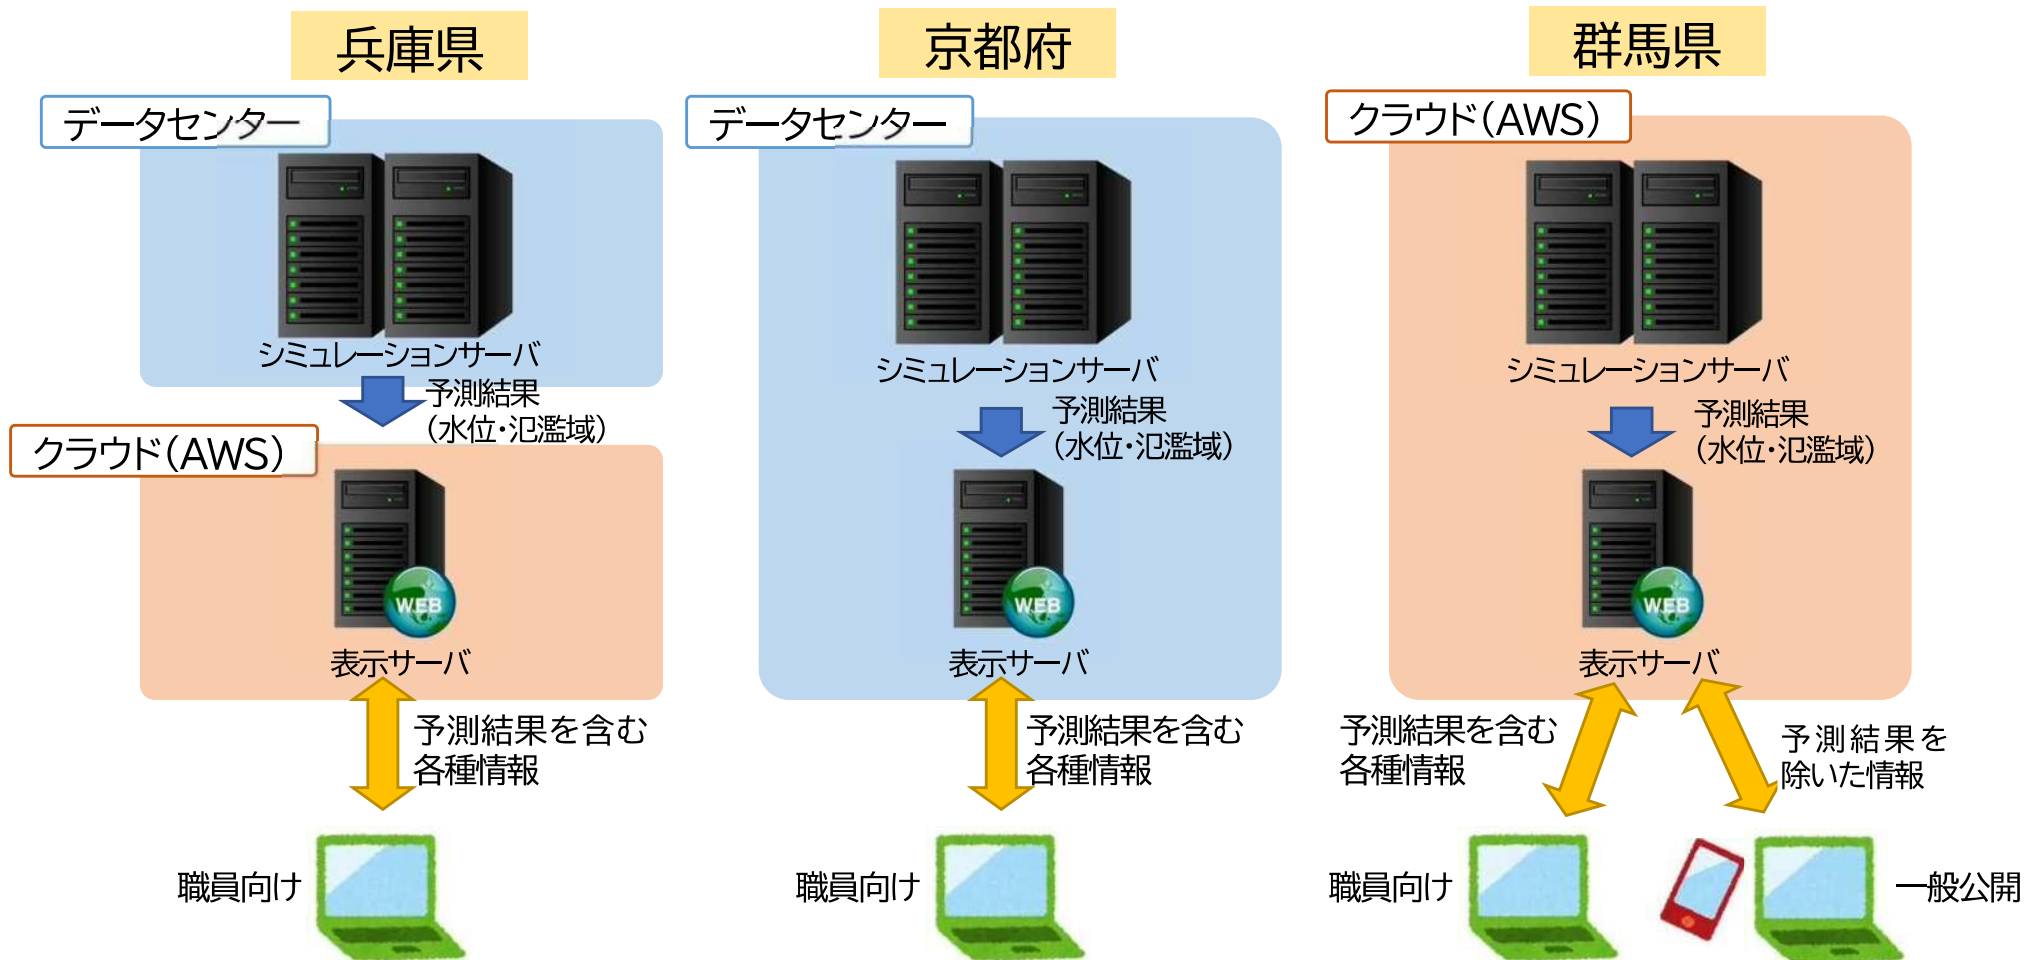 兵庫県
データセンター
シミュレーションサーバ
予測結果
（水位・氾濫域）
クラウド（AWS）
WEB
表示サーバ
予測結果を含む
各種情報
職員向け
京都府
データセンター
シミュレーションサーバ
予測結果
（水位・氾濫域）
WEB
表示サーバ
予測結果を含む
各種情報
職員向け
群馬県
クラウド（AWS）
シミュレーションサーバ
予測結果
（水位・氾濫域）
WEB
表示サーバ
予測結果を含む
各種情報
予測結果を
除いた情報
職員向け
一般公開